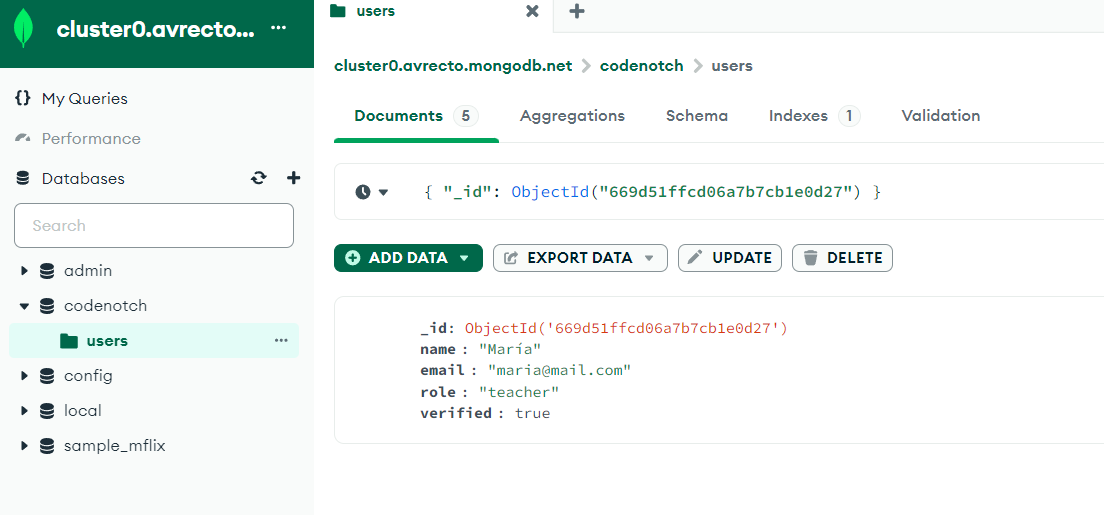 cluster0.avrecto... ...
My Queries
Performance
Databases
Search
admin
codenotch
users ...
config
local
sample_mflix
users
cluster0.avrecto.mongodb.net > codenotch > users
Documents 5 Aggregations Schema Indexes 1 Validation
{ "_id": ObjectId("669d51ffcd06a7b7cb1e0d27") }
ADD DATA EXPORT DATA UPDATE DELETE
_id: ObjectId('669d51ffcd06a7b7cb1e0d27')
name : "María"
email : "maria@mail.com"
role : "teacher"
verified : true